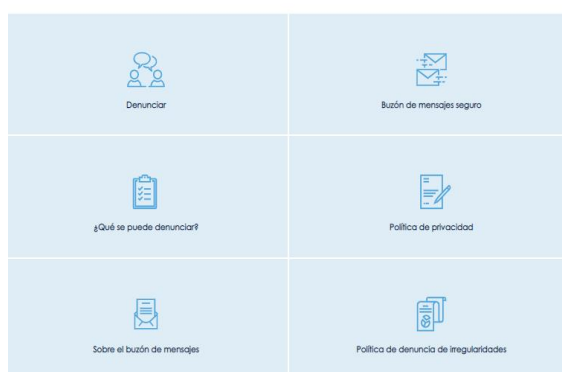 Denunciar
Buzón de mensajes seguro
¿Qué se puede denunciar?
Política de privacidad
Sobre el buzón de mensajes
Política de denuncia de irregularidades